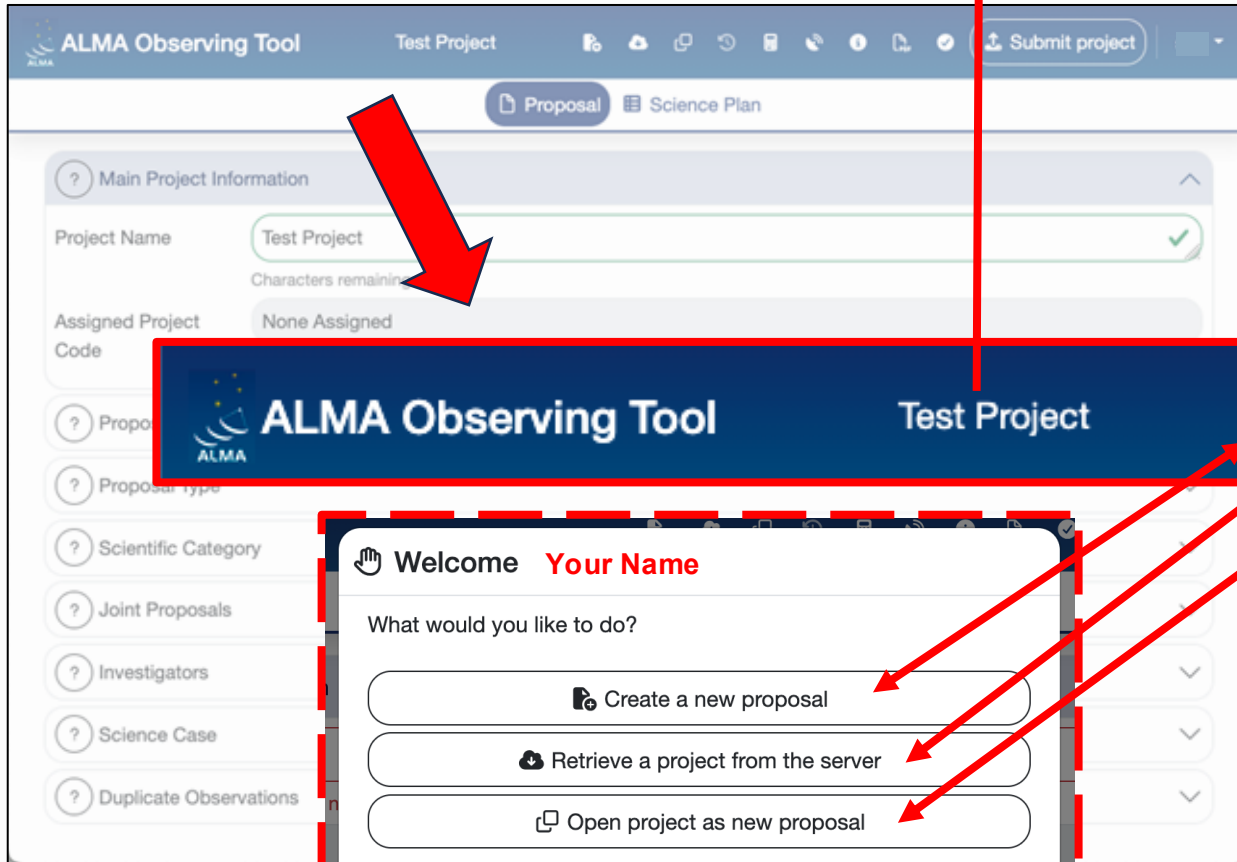 ALMA Observing Tool Test Project Submit project
ALMA
Proposal Science Plan
? Main Project Information
Project Name Test Project
Characters remaining
Assigned Project Code None Assigned
ALMA Observing Tool Test Project
ALMA
? Propo
? Proposal Type
? Scientific Category
? Joint Proposals
? Investigators
? Science Case
? Duplicate Observations
Welcome Your Name
What would you like to do?
Create a new proposal
Retrieve a project from the server
Open project as new proposal